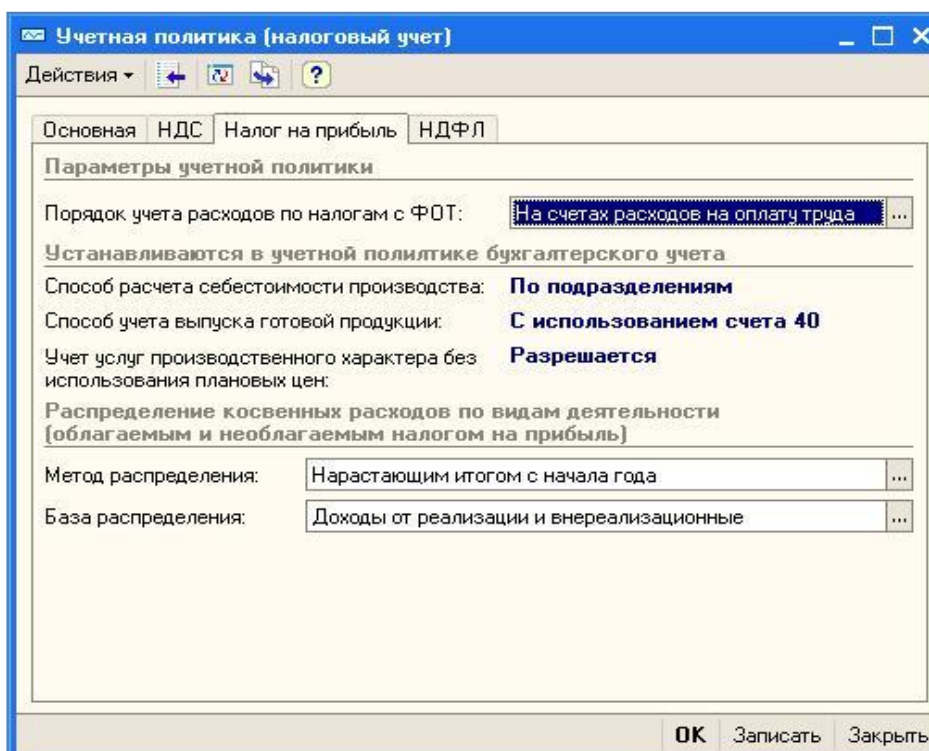 Учетная политика (налоговый учет)
Действия
Основная НДС Налог на прибыль НДФЛ
Параметры учетной политики
Порядок учета расходов по налогам с ФОТ: На счетах расходов на оплату труда ...
Устанавливаются в учетной полилтике бухгалтерского учета
Способ расчета себестоимости производства: По подразделениям
Способ учета выпуска готовой продукции: С использованием счета 40
Учет услуг производственного характера без Разрешается
использования плановых цен:
Распределение косвенных расходов по видам деятельности
(облагаемым и необлагаемым налогом на прибыль)
Метод распределения: Нарастающим итогом с начала года ...
База распределения: Доходы от реализации и внереализационные ...
OK Записать Закрыть